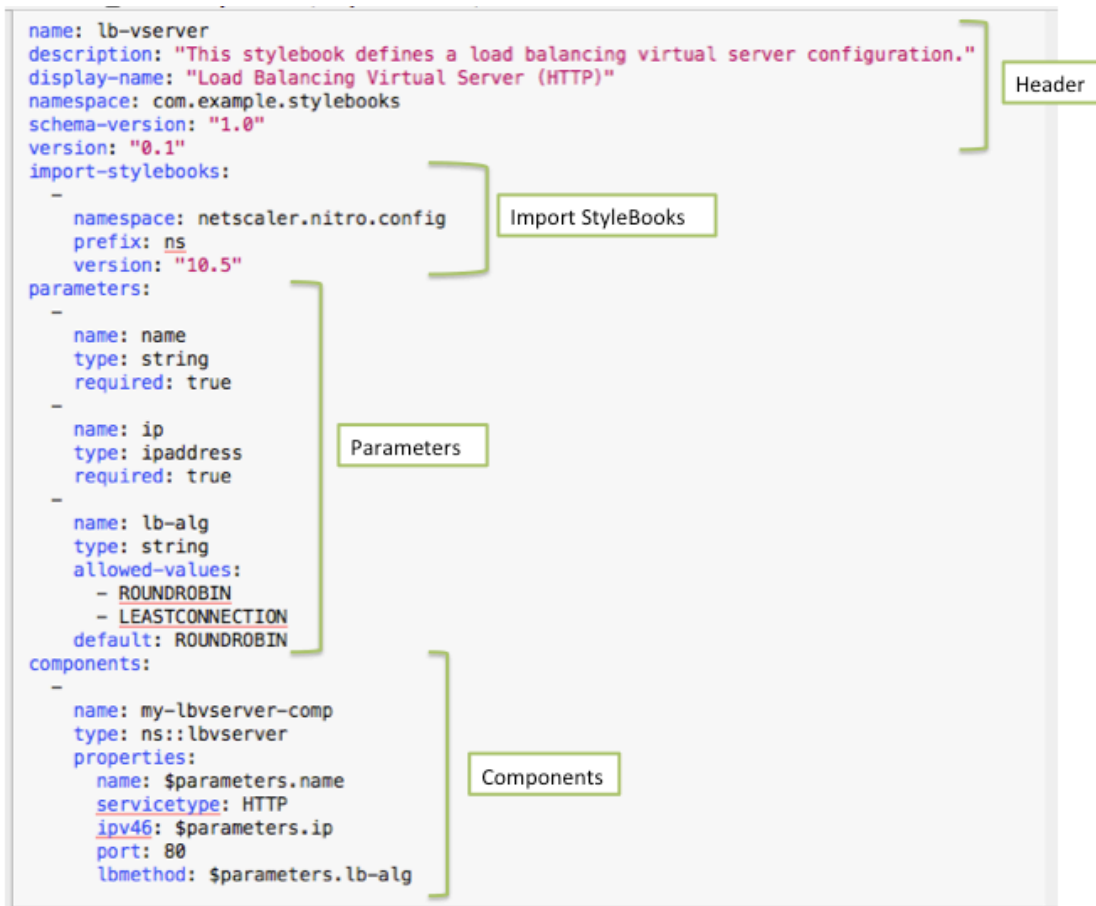 name: lb-vserver
description: "This stylebook defines a load balancing virtual server configuration."
display-name: "Load Balancing Virtual Server (HTTP)"
Header
namespace: com.example.stylebooks
schema-version: "1.0"
version: "0.1"
import-stylebooks:
-
namespace: netscaler.nitro.config
Import StyleBooks
prefix: ns
version: "10.5"
parameters:
-
name: name
type: string
required: true
-
name: ip
type: ipaddress
Parameters
required: true
-
name: lb-alg
type: string
allowed-values:
- ROUNDROBIN
- LEASTCONNECTION
default: ROUNDROBIN
components:
-
name: my-lbvserver-comp
type: ns::lbvserver
properties:
name: $parameters.name
Components
servicetype: HTTP
ipv46: $parameters.ip
port: 80
lbmethod: $parameters.lb-alg